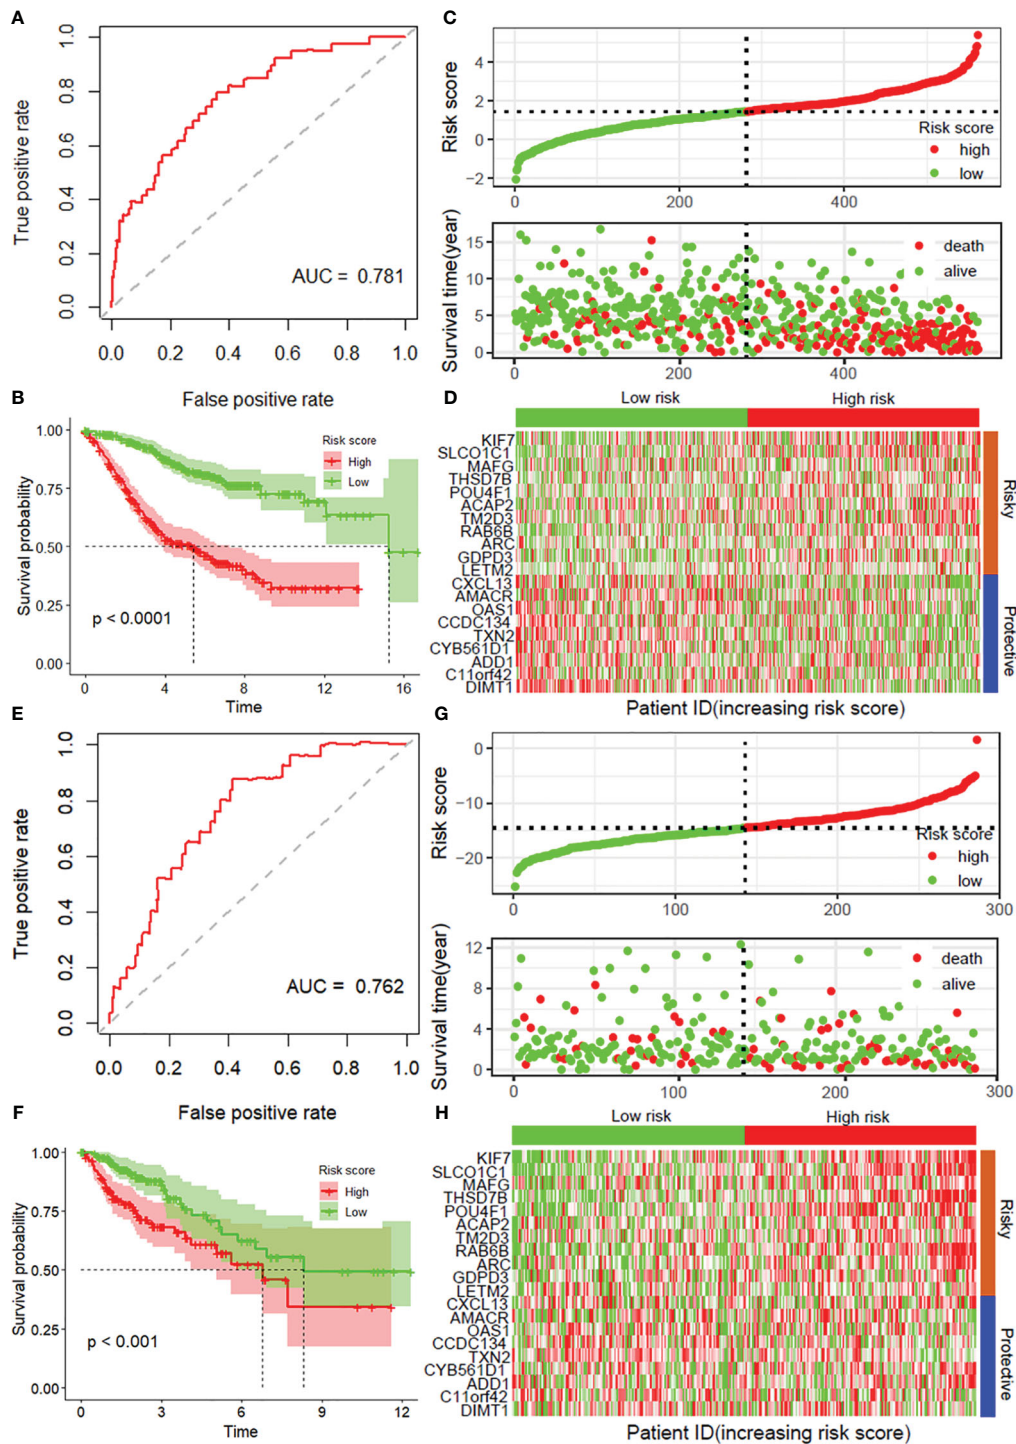 A
True positive rate
1.0
0.8
0.6
0.4
0.2
0.0
AUC = 0.781
0.0 0.2 0.4 0.6 0.8 1.0
False positive rate
C
Risk score
4
2
0
−2
Risk score
high
low
0 200 400
Survival time(year)
15
10
5
0
death
alive
0 200 400
B
Survival probability
1.00
0.75
0.50
0.25
0.00
Risk score
High
Low
p < 0.0001
0 4 8 12 16
Time
D
Low risk High risk
KIF7
SLCO1C1
MAFG
THSD7B
POU4F1
ACAP2
TM2D3
RAB6B
ARC
GDPD3
LETM2
CXCL13
AMACR
OAS1
CCDC134
TXN2
CYB561D1
ADD1
C11orf42
DIMT1
Risky
Protective
Patient ID(increasing risk score)
E
True positive rate
1.0
0.8
0.6
0.4
0.2
0.0
AUC = 0.762
0.0 0.2 0.4 0.6 0.8 1.0
False positive rate
G
Risk score
0
−10
−20
Risk score
high
low
0 100 200 300
Survival time(year)
12
8
4
0
death
alive
0 100 200 300
F
Survival probability
1.00
0.75
0.50
0.25
0.00
Risk score
High
Low
p < 0.001
0 3 6 9 12
Time
H
Low risk High risk
KIF7
SLCO1C1
MAFG
THSD7B
POU4F1
ACAP2
TM2D3
RAB6B
ARC
GDPD3
LETM2
CXCL13
AMACR
OAS1
CCDC134
TXN2
CYB561D1
ADD1
C11orf42
DIMT1
Risky
Protective
Patient ID(increasing risk score)